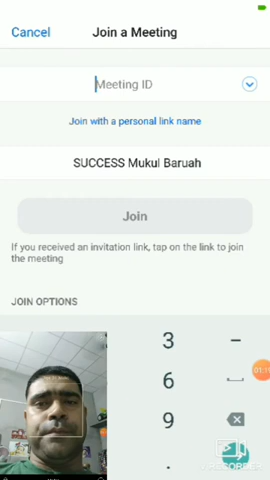 Cancel
Join a Meeting
Meeting ID
Join with a personal link name
SUCCESS Mukul Baruah
Join
If you received an invitation link, tap on the link to join
the meeting
JOIN OPTIONS
3
-
6
9
.